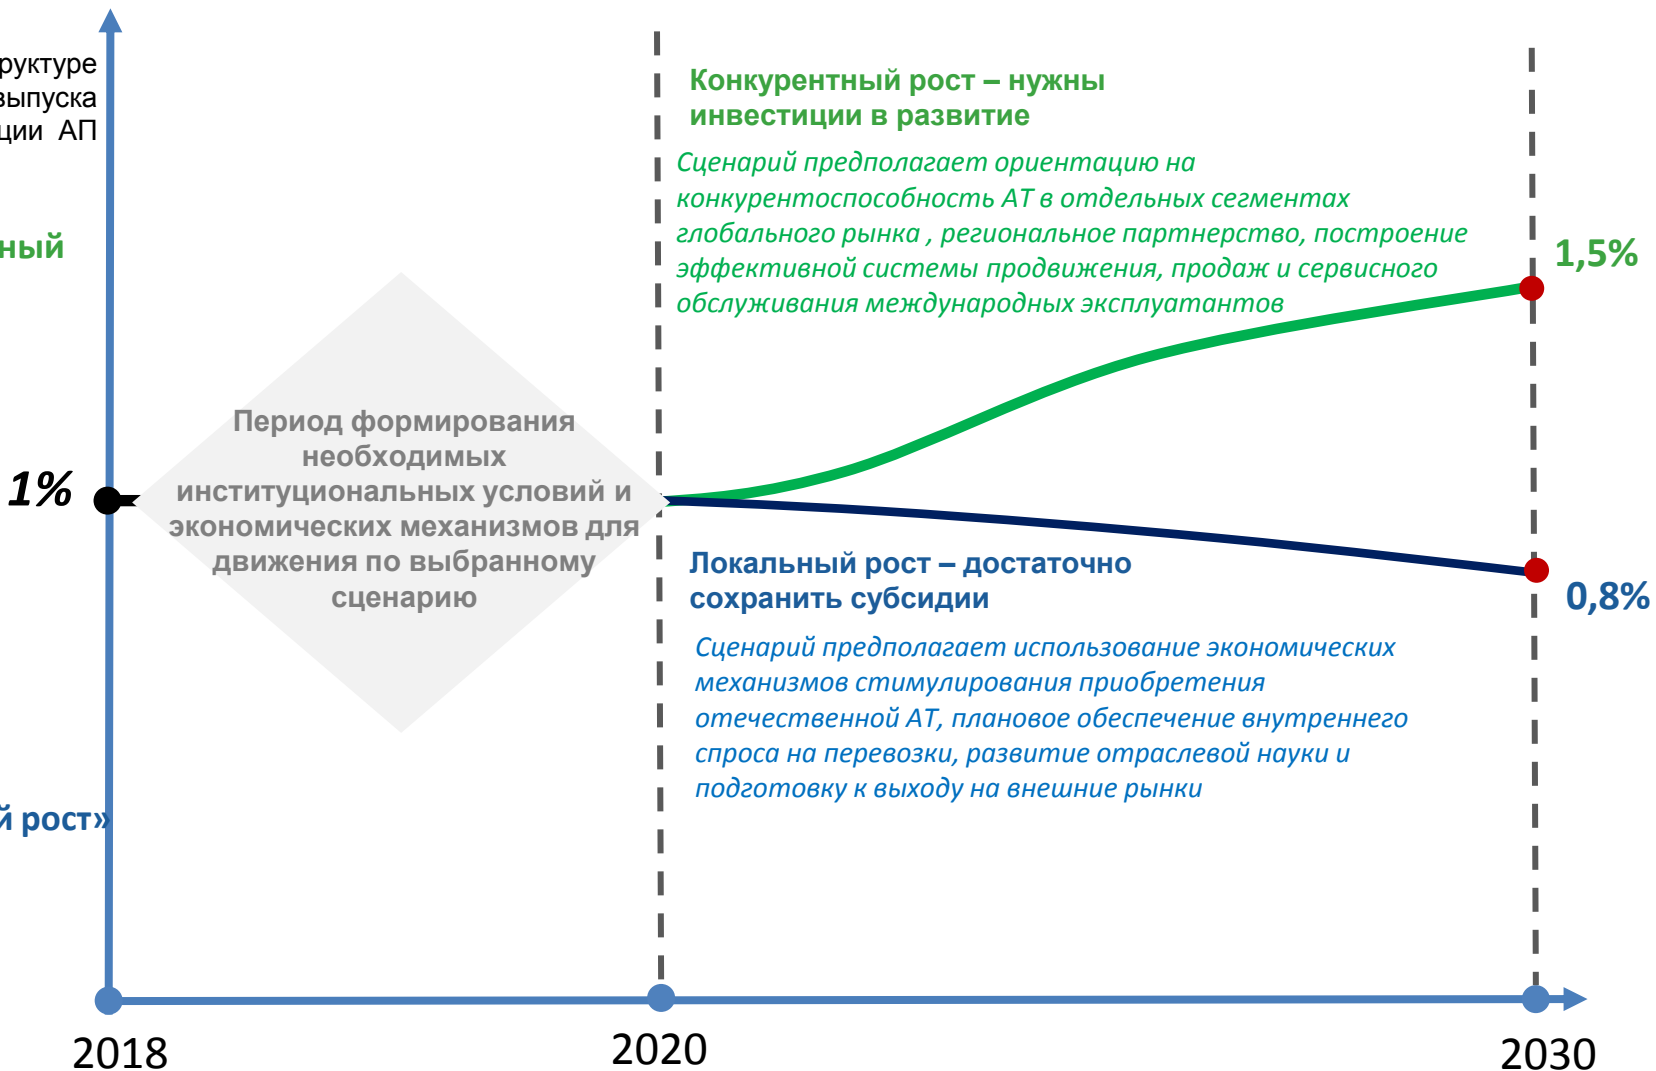 выпуска
АП
Конкурентный рост – нужны
инвестиции в развитие
Сценарий предполагает ориентацию на
конкурентоспособность АТ в отдельных сегментах
глобального рынка , региональное партнерство, построение
эффективной системы продвижения, продаж и сервисного
обслуживания международных эксплуатантов
1,5%
Период формирования
необходимых
институциональных условий и
экономических механизмов для
движения по выбранному
сценарию
1%
Локальный рост – достаточно
сохранить субсидии
0,8%
Сценарий предполагает использование экономических
механизмов стимулирования приобретения
отечественной АТ, плановое обеспечение внутреннего
спроса на перевозки, развитие отраслевой науки и
подготовку к выходу на внешние рынки
рост»
2018
2020
2030